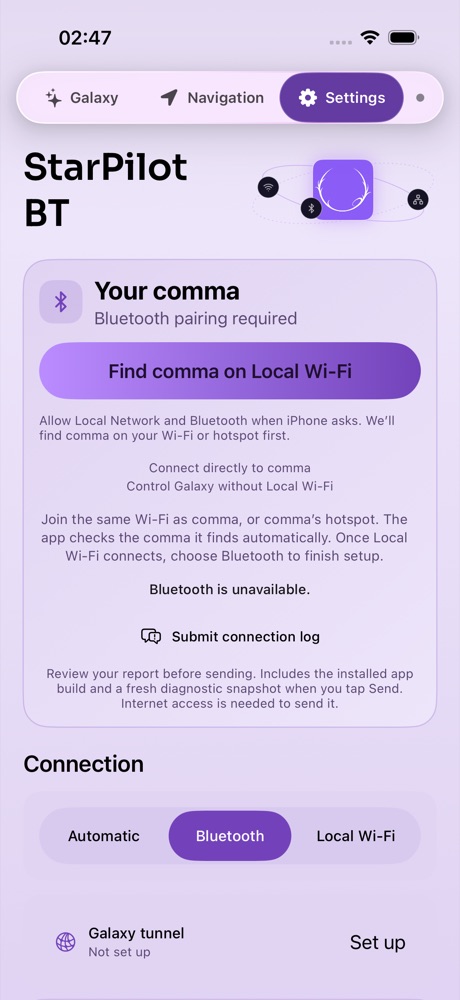 02:47
Galaxy
Navigation
Settings
StarPilot
BT
Your comma
Bluetooth pairing required
Find comma on Local Wi-Fi
Allow Local Network and Bluetooth when iPhone asks. We’ll
find comma on your Wi-Fi or hotspot first.
Connect directly to comma
Control Galaxy without Local Wi-Fi
Join the same Wi-Fi as comma, or comma’s hotspot. The
app checks the comma it finds automatically. Once Local
Wi-Fi connects, choose Bluetooth to finish setup.
Bluetooth is unavailable.
Submit connection log
Review your report before sending. Includes the installed app
build and a fresh diagnostic snapshot when you tap Send.
Internet access is needed to send it.
Connection
Automatic
Bluetooth
Local Wi-Fi
Galaxy tunnel
Not set up
Set up